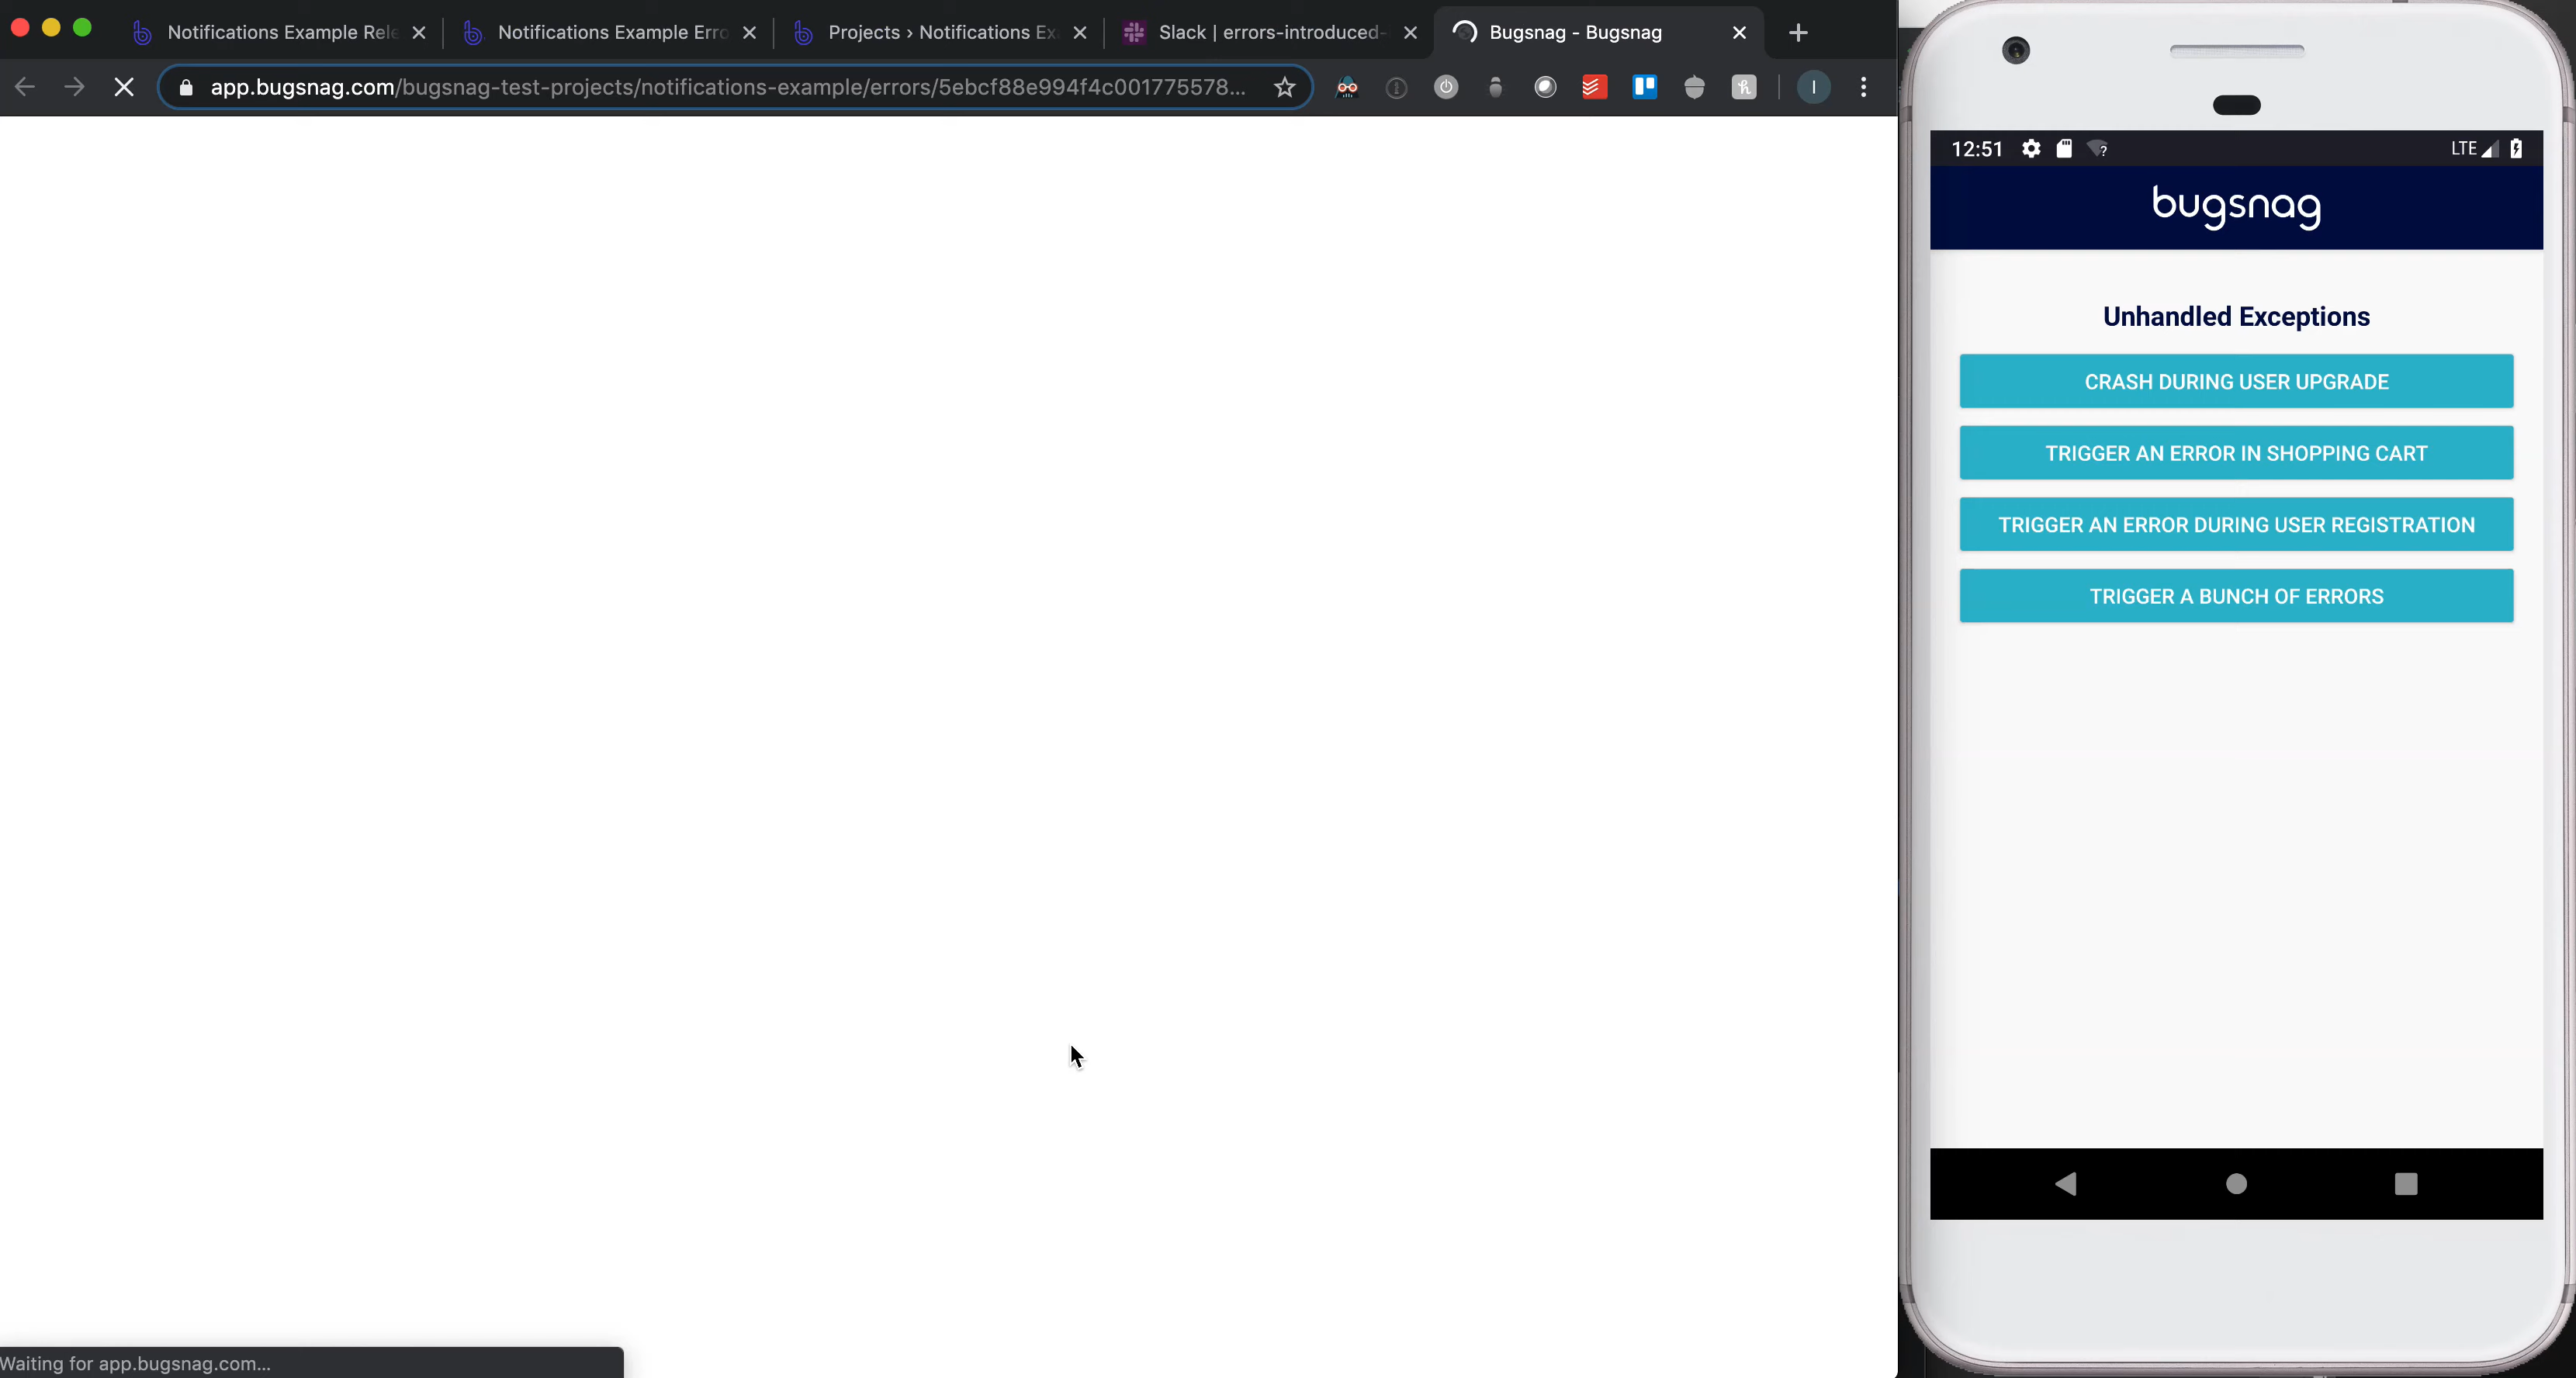 Notifications Example Rele
Notifications Example Erro
Projects › Notifications Ex
Slack | errors-introduced-
Bugsnag - Bugsnag
app.bugsnag.com/bugsnag-test-projects/notifications-example/errors/5ebcf88e994f4c001775578...
I
12:51
LTE
bugsnag
Unhandled Exceptions
CRASH DURING USER UPGRADE
TRIGGER AN ERROR IN SHOPPING CART
TRIGGER AN ERROR DURING USER REGISTRATION
TRIGGER A BUNCH OF ERRORS
Waiting for app.bugsnag.com...